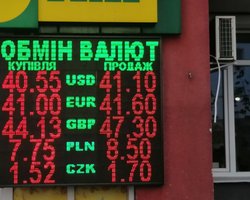 ОБМІН ВАЛЮТ
КУПІВЛЯ ПРОДАЖ
40.55 USD 41.10
41.00 EUR 41.60
44.13 GBP 47.30
7.75 PLN 8.50
1.52 CZK 1.70